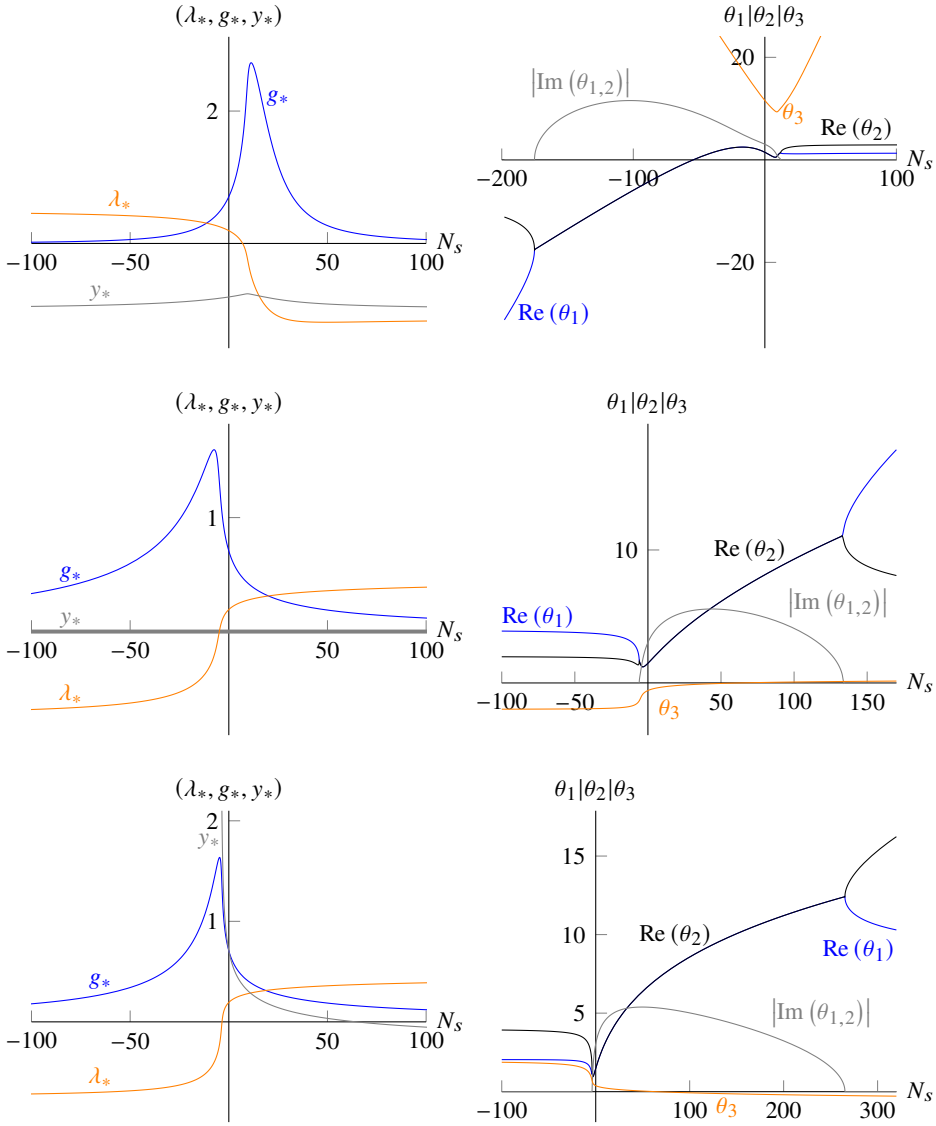 (λ∗, g∗, y∗)
2
g∗
λ∗
y∗
N_s
−100 −50 50 100
θ₁|θ₂|θ₃
20
|Im (θ₁,₂)|
θ₃
Re (θ₂)
N_s
−200 −100 100
−20
Re (θ₁)
(λ∗, g∗, y∗)
1
g∗
y∗
N_s
−100 −50 50 100
λ∗
θ₁|θ₂|θ₃
10
Re (θ₂)
|Im (θ₁,₂)|
Re (θ₁)
N_s
−100 −50 50 100 150
θ₃
(λ∗, g∗, y∗)
2
y∗
1
g∗
N_s
−100 −50 50 100
λ∗
θ₁|θ₂|θ₃
15
10
Re (θ₂)
Re (θ₁)
5
|Im (θ₁,₂)|
N_s
−100 100 200 300
θ₃